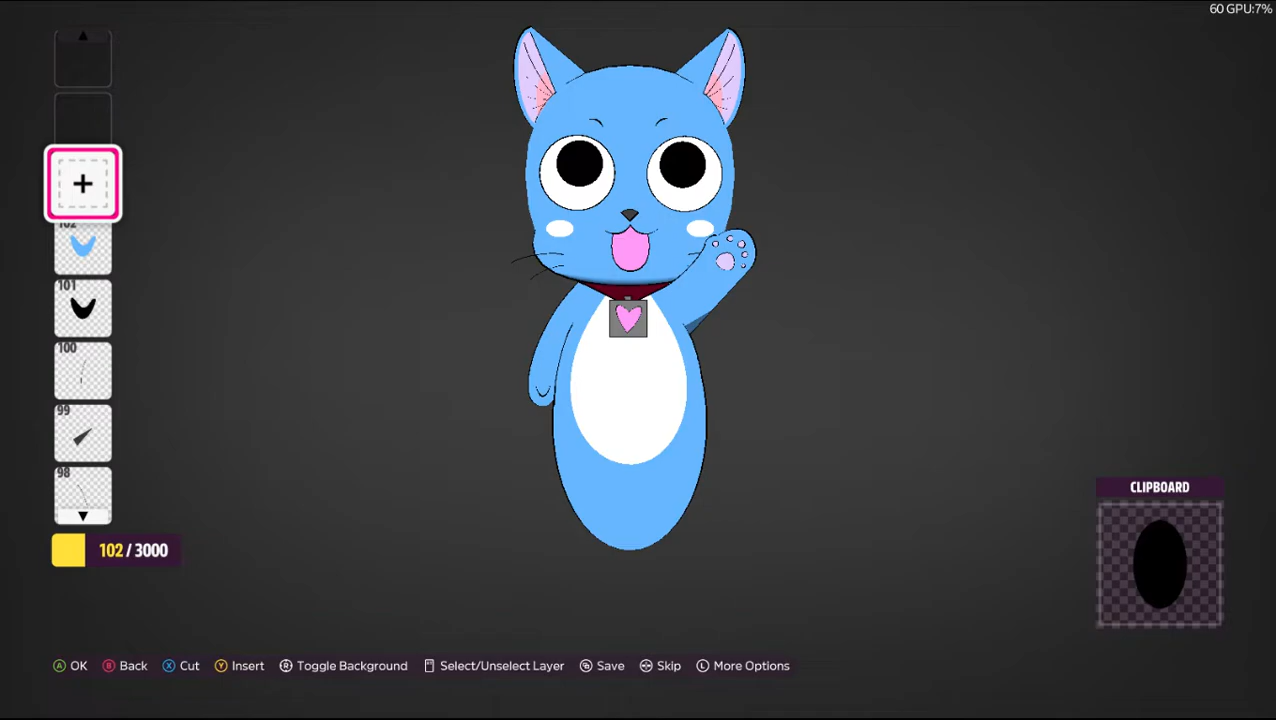 60 GPU:7%
102
101
100
99
98
102 / 3000
CLIPBOARD
A OK B Back X Cut Y Insert R Toggle Background Select/Unselect Layer Save Skip L More Options